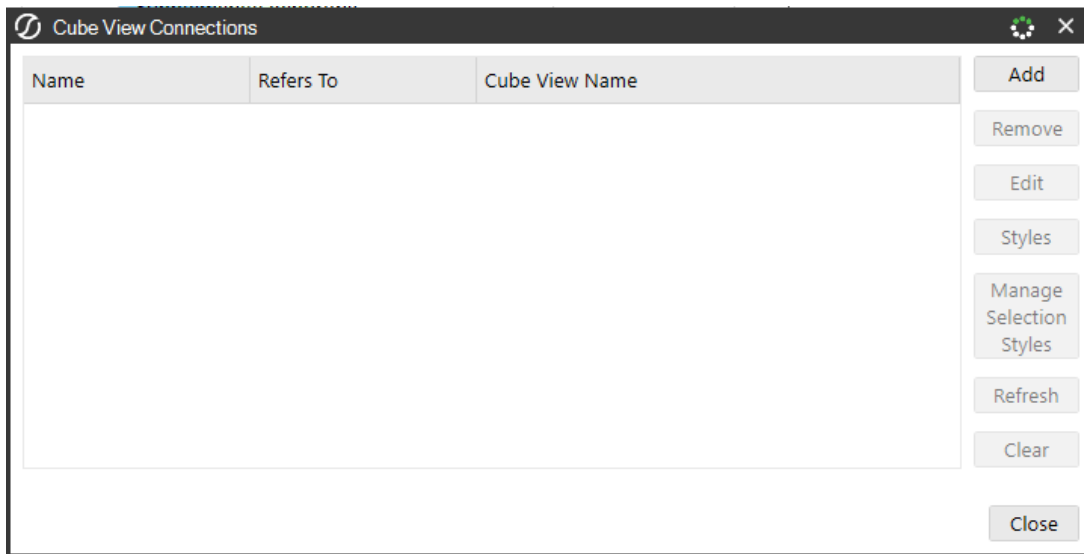 Cube View Connections
Name Refers To Cube View Name
Add
Remove
Edit
Styles
Manage
Selection
Styles
Refresh
Clear
Close